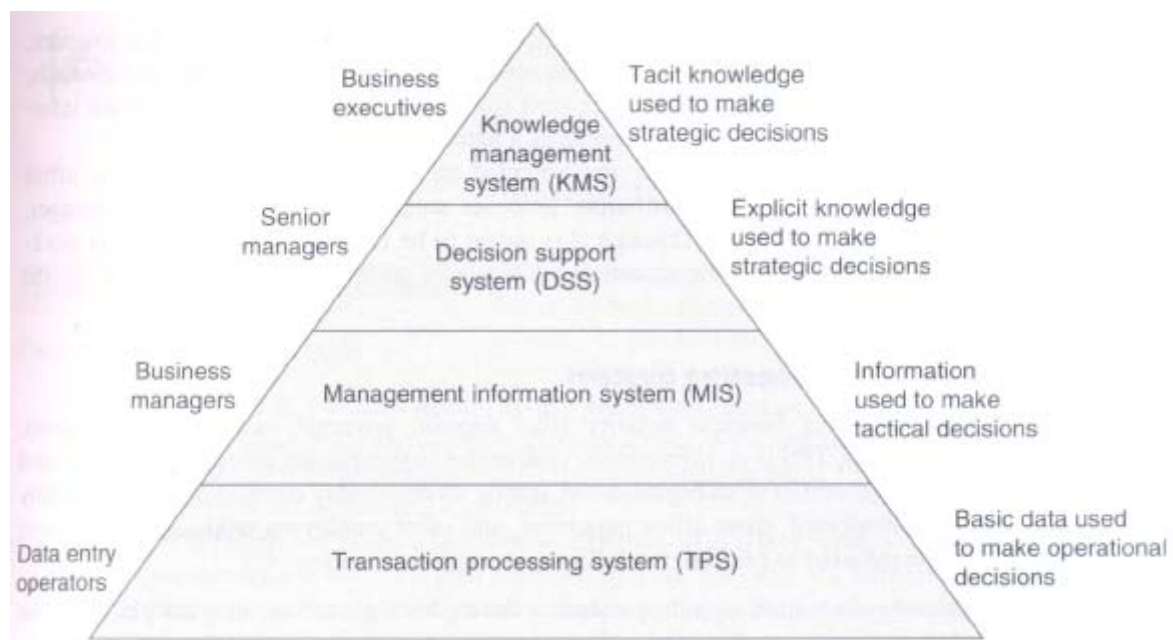 Business
executives
Tacit knowledge
used to make
strategic decisions
Knowledge
management
system (KMS)
Senior
managers
Explicit knowledge
used to make
strategic decisions
Decision support
system (DSS)
Business
managers
Management information system (MIS)
Information
used to make
tactical decisions
Data entry
operators
Transaction processing system (TPS)
Basic data used
to make operational
decisions